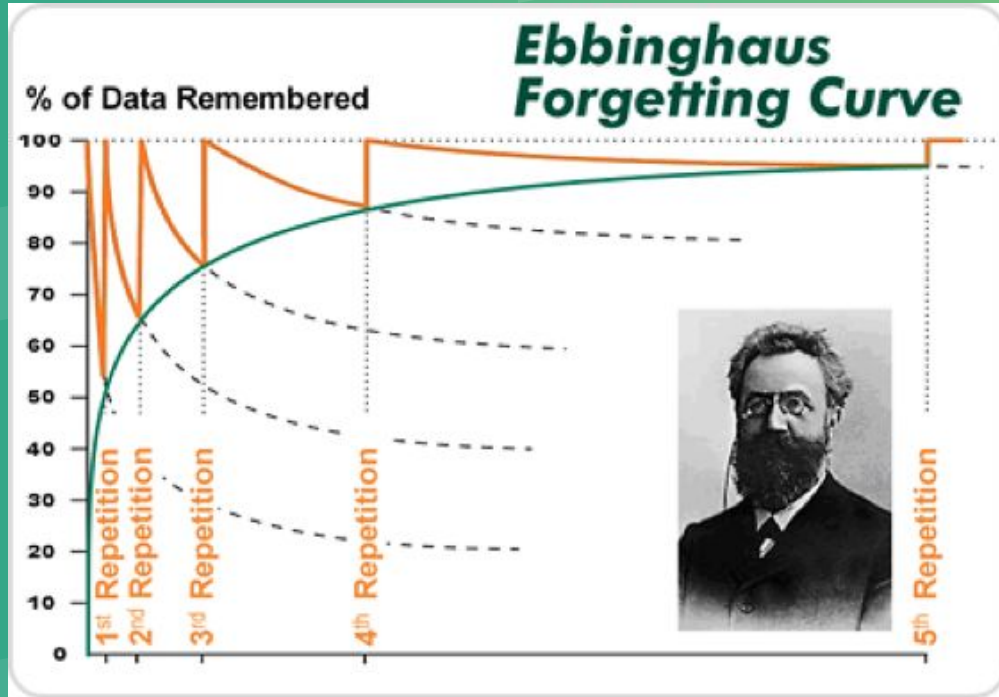 Ebbinghaus
Forgetting Curve
% of Data Remembered
100
90
80
70
60
50
40
30
20
10
0
1st Repetition
2nd Repetition
3rd Repetition
4th Repetition
5th Repetition